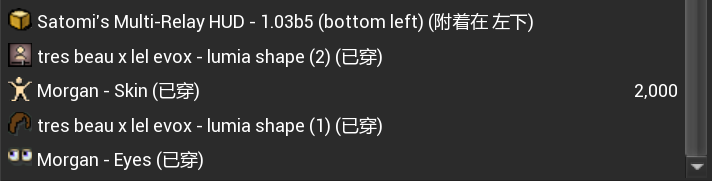 Satomi's Multi-Relay HUD - 1.03b5 (bottom left) (附着在 左下)
tres beau x lel evox - lumia shape (2) (已穿)
Morgan - Skin (已穿) 2,000
tres beau x lel evox - lumia shape (1) (已穿)
Morgan - Eyes (已穿)